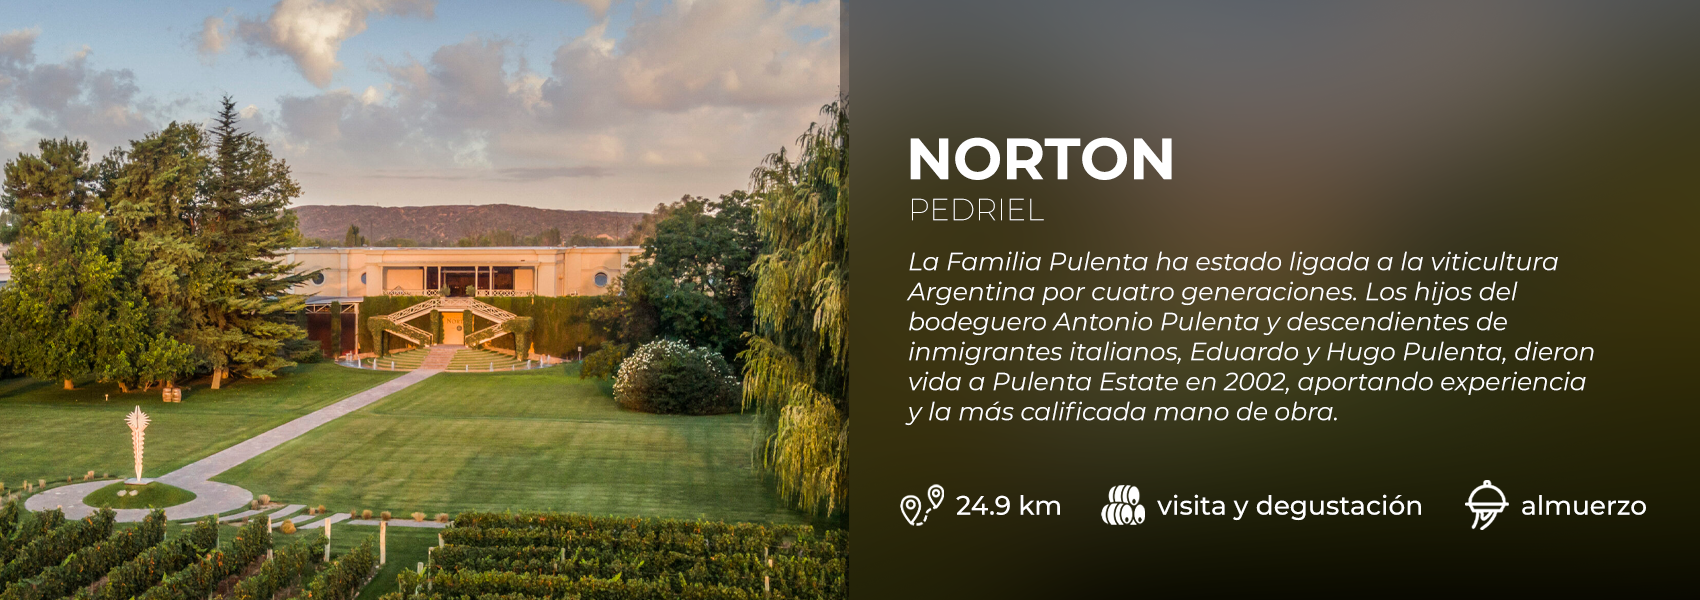 NORTON
PEDRIEL
La Familia Pulenta ha estado ligada a la viticultura
Argentina por cuatro generaciones. Los hijos del
bodeguero Antonio Pulenta y descendientes de
inmigrantes italianos, Eduardo y Hugo Pulenta, dieron
vida a Pulenta Estate en 2002, aportando experiencia
y la más calificada mano de obra.
24.9 km visita y degustación almuerzo